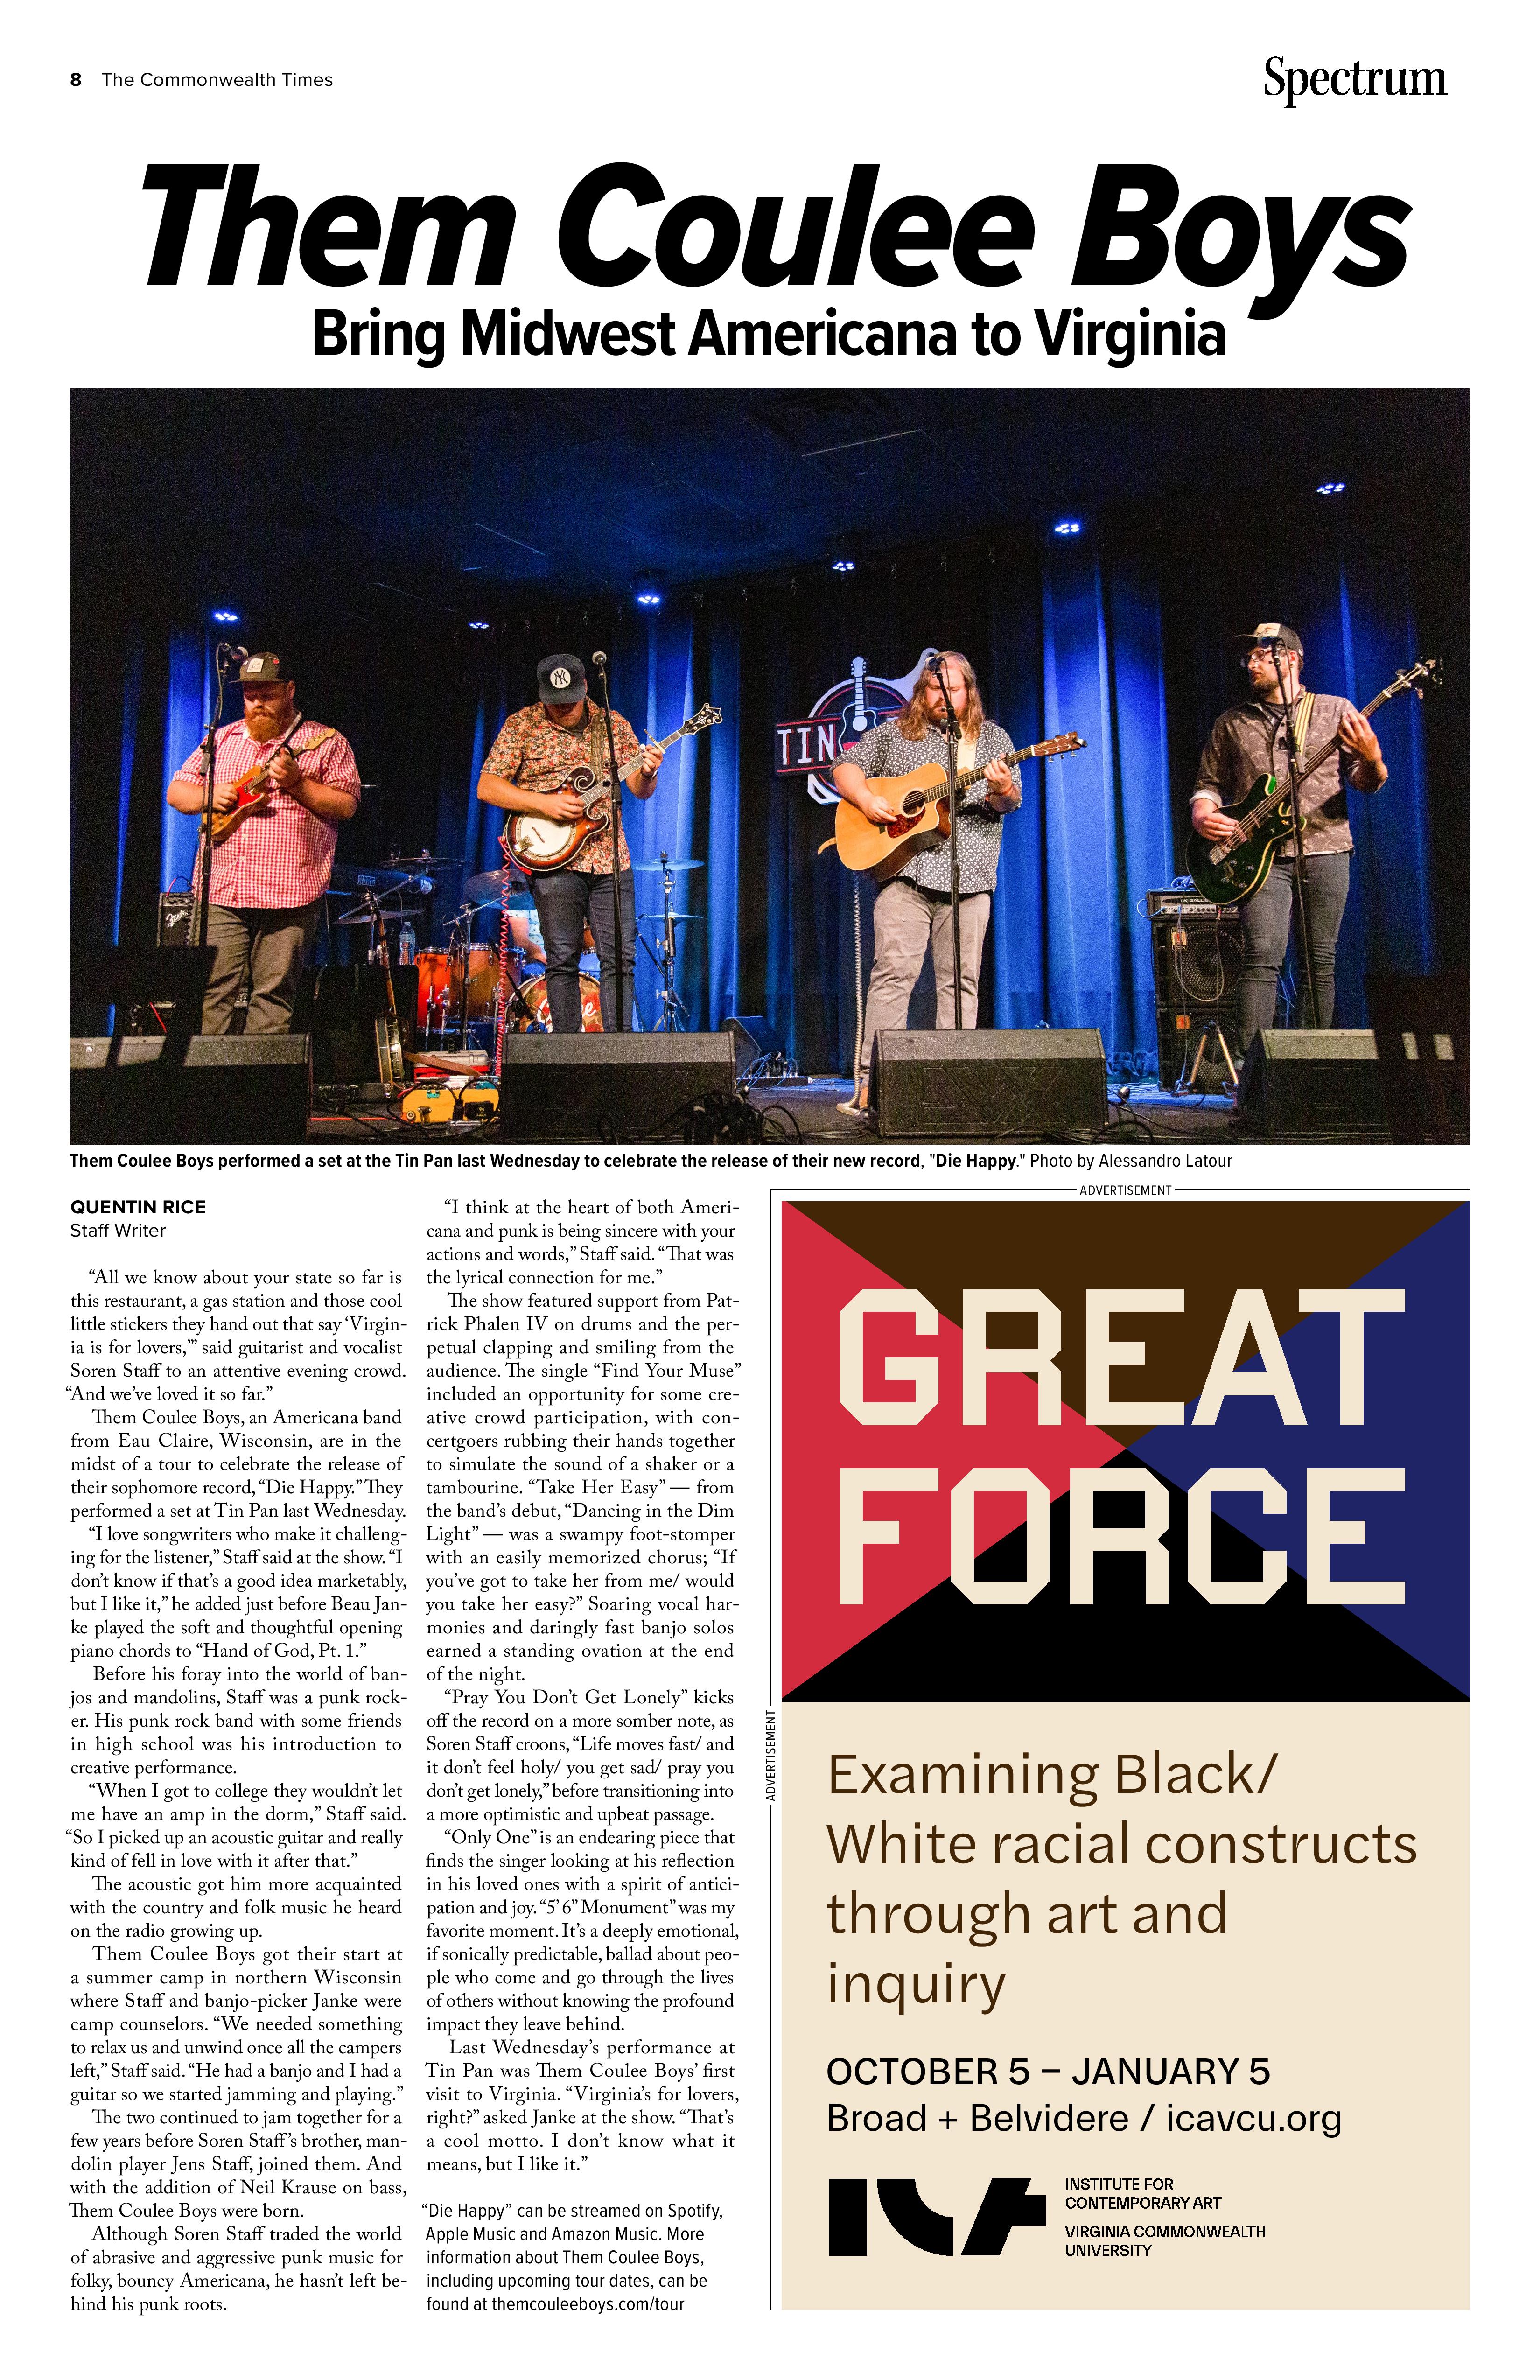 8 The Commonwealth Times
Spectrum
Them Coulee Boys
Bring Midwest Americana to Virginia
NY
TIN
Fender
Them Coulee Boys performed a set at the Tin Pan last Wednesday to celebrate the release of their new record, "Die Happy." Photo by Alessandro Latour
QUENTIN RICE
Staff Writer
“All we know about your state so far is
this restaurant, a gas station and those cool
little stickers they hand out that say ‘Virgin-
ia is for lovers,’” said guitarist and vocalist
Soren Staff to an attentive evening crowd.
“And we’ve loved it so far.”
Them Coulee Boys, an Americana band
from Eau Claire, Wisconsin, are in the
midst of a tour to celebrate the release of
their sophomore record, “Die Happy.” They
performed a set at Tin Pan last Wednesday.
“I love songwriters who make it challeng-
ing for the listener,” Staff said at the show. “I
don’t know if that’s a good idea marketably,
but I like it,” he added just before Beau Jan-
ke played the soft and thoughtful opening
piano chords to “Hand of God, Pt. 1.”
Before his foray into the world of ban-
jos and mandolins, Staff was a punk rock-
er. His punk rock band with some friends
in high school was his introduction to
creative performance.
“When I got to college they wouldn’t let
me have an amp in the dorm,” Staff said.
“So I picked up an acoustic guitar and really
kind of fell in love with it after that.”
The acoustic got him more acquainted
with the country and folk music he heard
on the radio growing up.
Them Coulee Boys got their start at
a summer camp in northern Wisconsin
where Staff and banjo-picker Janke were
camp counselors. “We needed something
to relax us and unwind once all the campers
left,” Staff said. “He had a banjo and I had a
guitar so we started jamming and playing.”
The two continued to jam together for a
few years before Soren Staff’s brother, man-
dolin player Jens Staff, joined them. And
with the addition of Neil Krause on bass,
Them Coulee Boys were born.
Although Soren Staff traded the world
of abrasive and aggressive punk music for
folky, bouncy Americana, he hasn’t left be-
hind his punk roots.
“I think at the heart of both Ameri-
cana and punk is being sincere with your
actions and words,” Staff said. “That was
the lyrical connection for me.”
The show featured support from Pat-
rick Phalen IV on drums and the per-
petual clapping and smiling from the
audience. The single “Find Your Muse”
included an opportunity for some cre-
ative crowd participation, with con-
certgoers rubbing their hands together
to simulate the sound of a shaker or a
tambourine. “Take Her Easy” — from
the band’s debut, “Dancing in the Dim
Light” — was a swampy foot-stomper
with an easily memorized chorus; “If
you’ve got to take her from me/ would
you take her easy?” Soaring vocal har-
monies and daringly fast banjo solos
earned a standing ovation at the end
of the night.
“Pray You Don’t Get Lonely” kicks
off the record on a more somber note, as
Soren Staff croons, “Life moves fast/ and
it don’t feel holy/ you get sad/ pray you
don’t get lonely,” before transitioning into
a more optimistic and upbeat passage.
“Only One” is an endearing piece that
finds the singer looking at his reflection
in his loved ones with a spirit of antici-
pation and joy. “5’ 6” Monument” was my
favorite moment. It’s a deeply emotional,
if sonically predictable, ballad about peo-
ple who come and go through the lives
of others without knowing the profound
impact they leave behind.
Last Wednesday’s performance at
Tin Pan was Them Coulee Boys’ first
visit to Virginia. “Virginia’s for lovers,
right?” asked Janke at the show. “That’s
a cool motto. I don’t know what it
means, but I like it.”
“Die Happy” can be streamed on Spotify,
Apple Music and Amazon Music. More
information about Them Coulee Boys,
including upcoming tour dates, can be
found at themcouleeboys.com/tour
ADVERTISEMENT
ADVERTISEMENT
GREAT
FORCE
Examining Black/
White racial constructs
through art and
inquiry
OCTOBER 5 – JANUARY 5
Broad + Belvidere / icavcu.org
ICA
INSTITUTE FOR
CONTEMPORARY ART
VIRGINIA COMMONWEALTH
UNIVERSITY